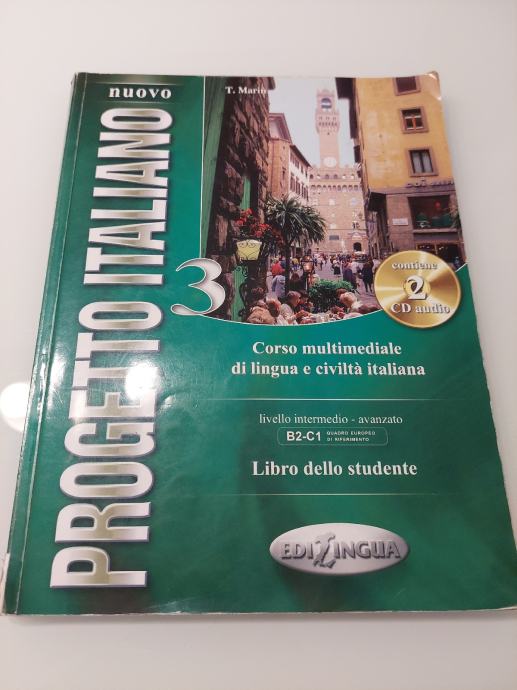 nuovo
T. Marin
PROGETTO ITALIANO
3
contiene
2
CD audio
Corso multimediale
di lingua e civiltà italiana
livello intermedio - avanzato
B2-C1 QUADRO EUROPEO
DI RIFERIMENTO
Libro dello studente
EDILINGUA